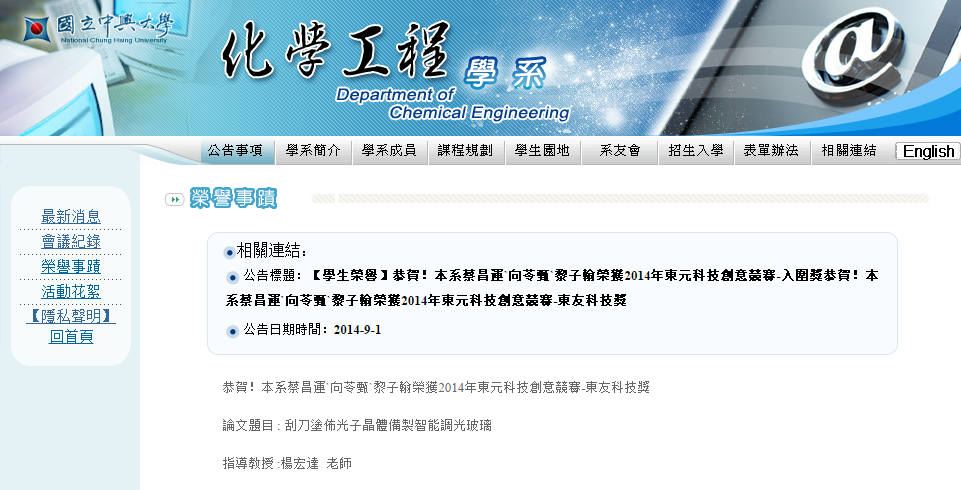 國立中興大學
National Chung Hsing University
化學工程
學系
Department of
Chemical Engineering
公告事項 學系簡介 學系成員 課程規劃 學生園地 系友會 招生入學 表單辦法 相關連結 English
榮譽事蹟
最新消息
會議紀錄
榮譽事蹟
活動花絮
【隱私聲明】
回首頁
相關連結：
公告標題：【學生榮譽】恭賀！本系蔡昌運˙向苓甄˙黎子翰榮獲2014年東元科技創意競賽-入圍獎恭賀！本
系蔡昌運˙向苓甄˙黎子翰榮獲2014年東元科技創意競賽-東友科技獎
公告日期時間：2014-9-1
恭賀！本系蔡昌運˙向苓甄˙黎子翰榮獲2014年東元科技創意競賽-東友科技獎
論文題目 : 刮刀塗佈光子晶體備製智能調光玻璃
指導教授 :楊宏達 老師